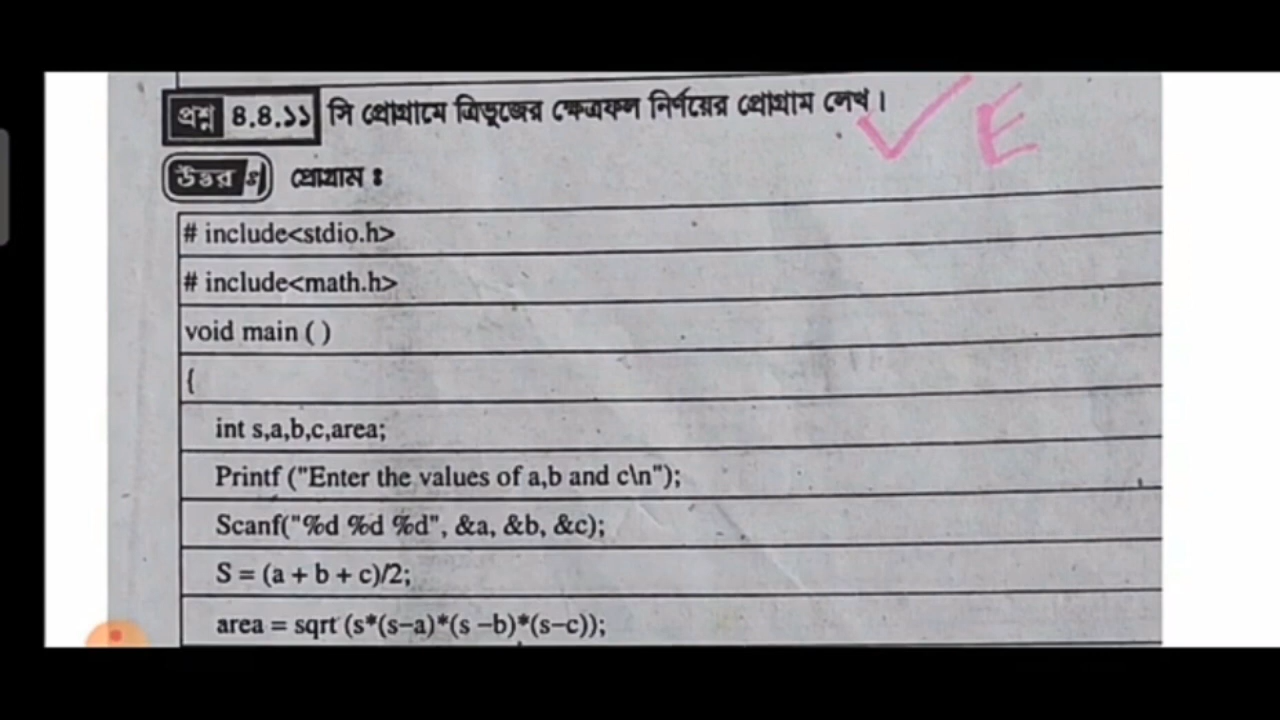 প্রশ্ন ৪.৪.১১ সি প্রোগ্রামে ত্রিভুজের ক্ষেত্রফল নির্ণয়ের প্রোগ্রাম লেখ।
E
উত্তর ঃ প্রোগ্রাম ঃ
# include<stdio.h>
# include<math.h>
void main ( )
{
int s,a,b,c,area;
Printf ("Enter the values of a,b and c\n");
Scanf("%d %d %d", &a, &b, &c);
S = (a + b + c)/2;
area = sqrt (s*(s−a)*(s −b)*(s−c));